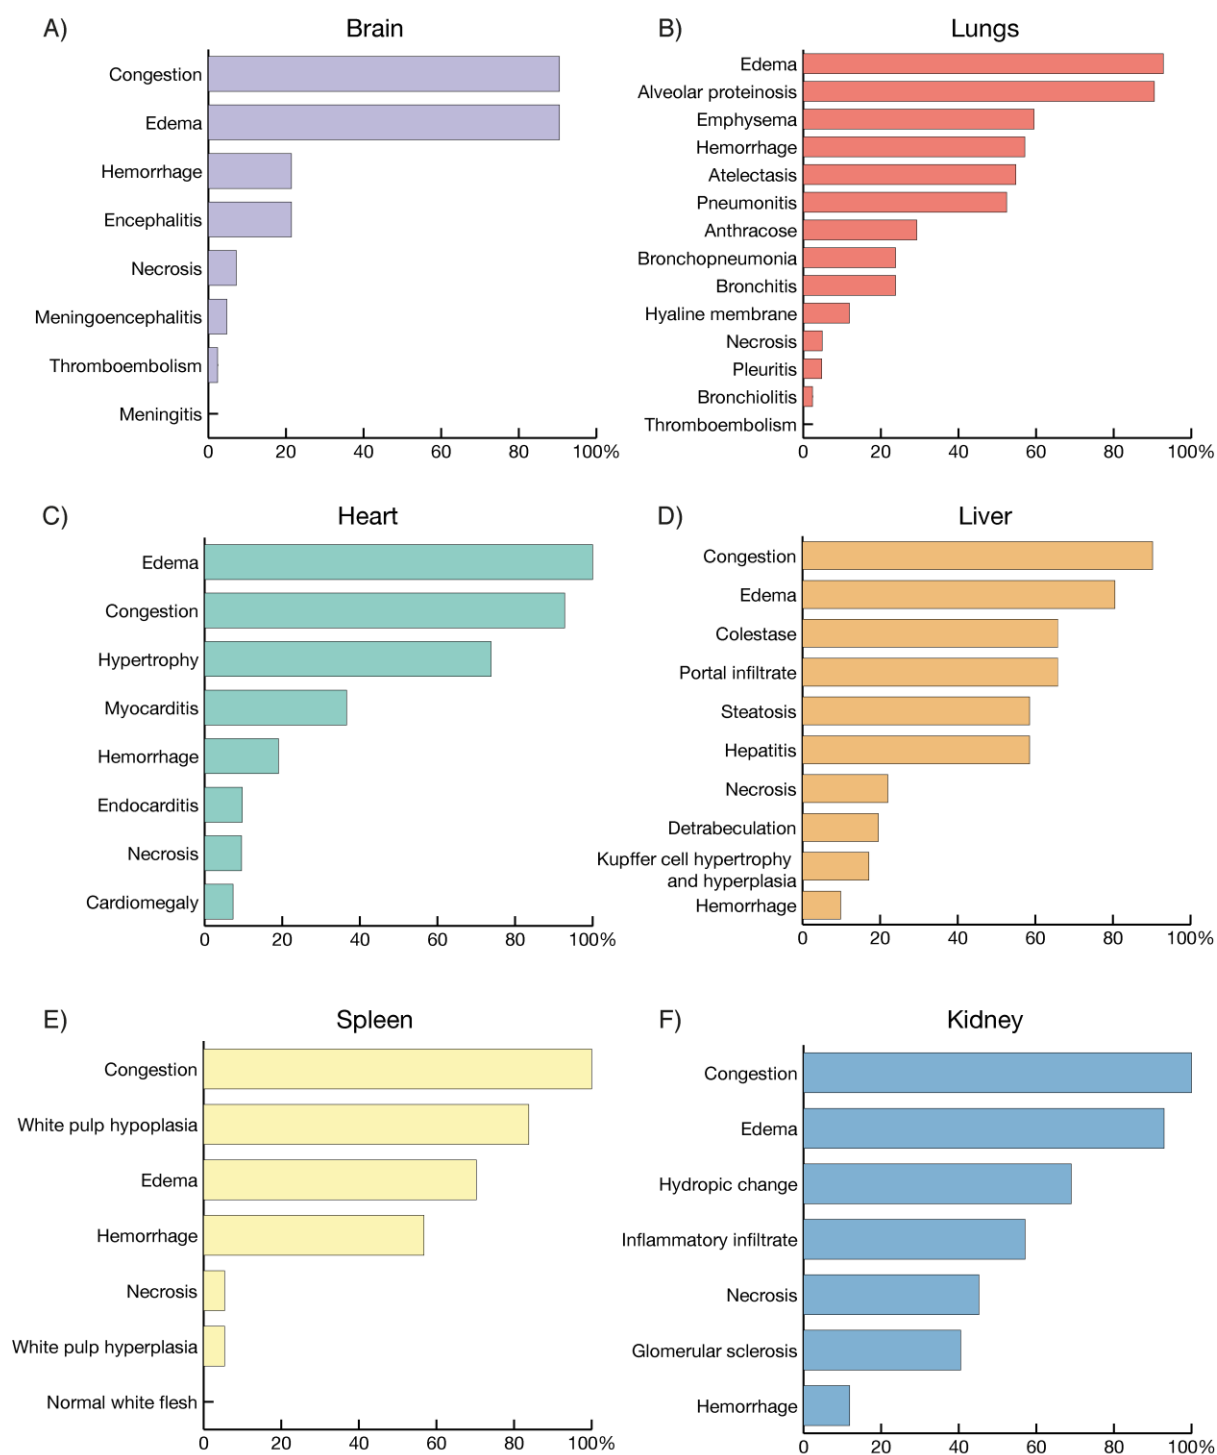 A)
Brain
Congestion
Edema
Hemorrhage
Encephalitis
Necrosis
Meningoencephalitis
Thromboembolism
Meningitis
0 20 40 60 80 100%
B)
Lungs
Edema
Alveolar proteinosis
Emphysema
Hemorrhage
Atelectasis
Pneumonitis
Anthracose
Bronchopneumonia
Bronchitis
Hyaline membrane
Necrosis
Pleuritis
Bronchiolitis
Thromboembolism
0 20 40 60 80 100%
C)
Heart
Edema
Congestion
Hypertrophy
Myocarditis
Hemorrhage
Endocarditis
Necrosis
Cardiomegaly
0 20 40 60 80 100%
D)
Liver
Congestion
Edema
Colestase
Portal infiltrate
Steatosis
Hepatitis
Necrosis
Detrabeculation
Kupffer cell hypertrophy
and hyperplasia
Hemorrhage
0 20 40 60 80 100%
E)
Spleen
Congestion
White pulp hypoplasia
Edema
Hemorrhage
Necrosis
White pulp hyperplasia
Normal white flesh
0 20 40 60 80 100%
F)
Kidney
Congestion
Edema
Hydropic change
Inflammatory infiltrate
Necrosis
Glomerular sclerosis
Hemorrhage
0 20 40 60 80 100%